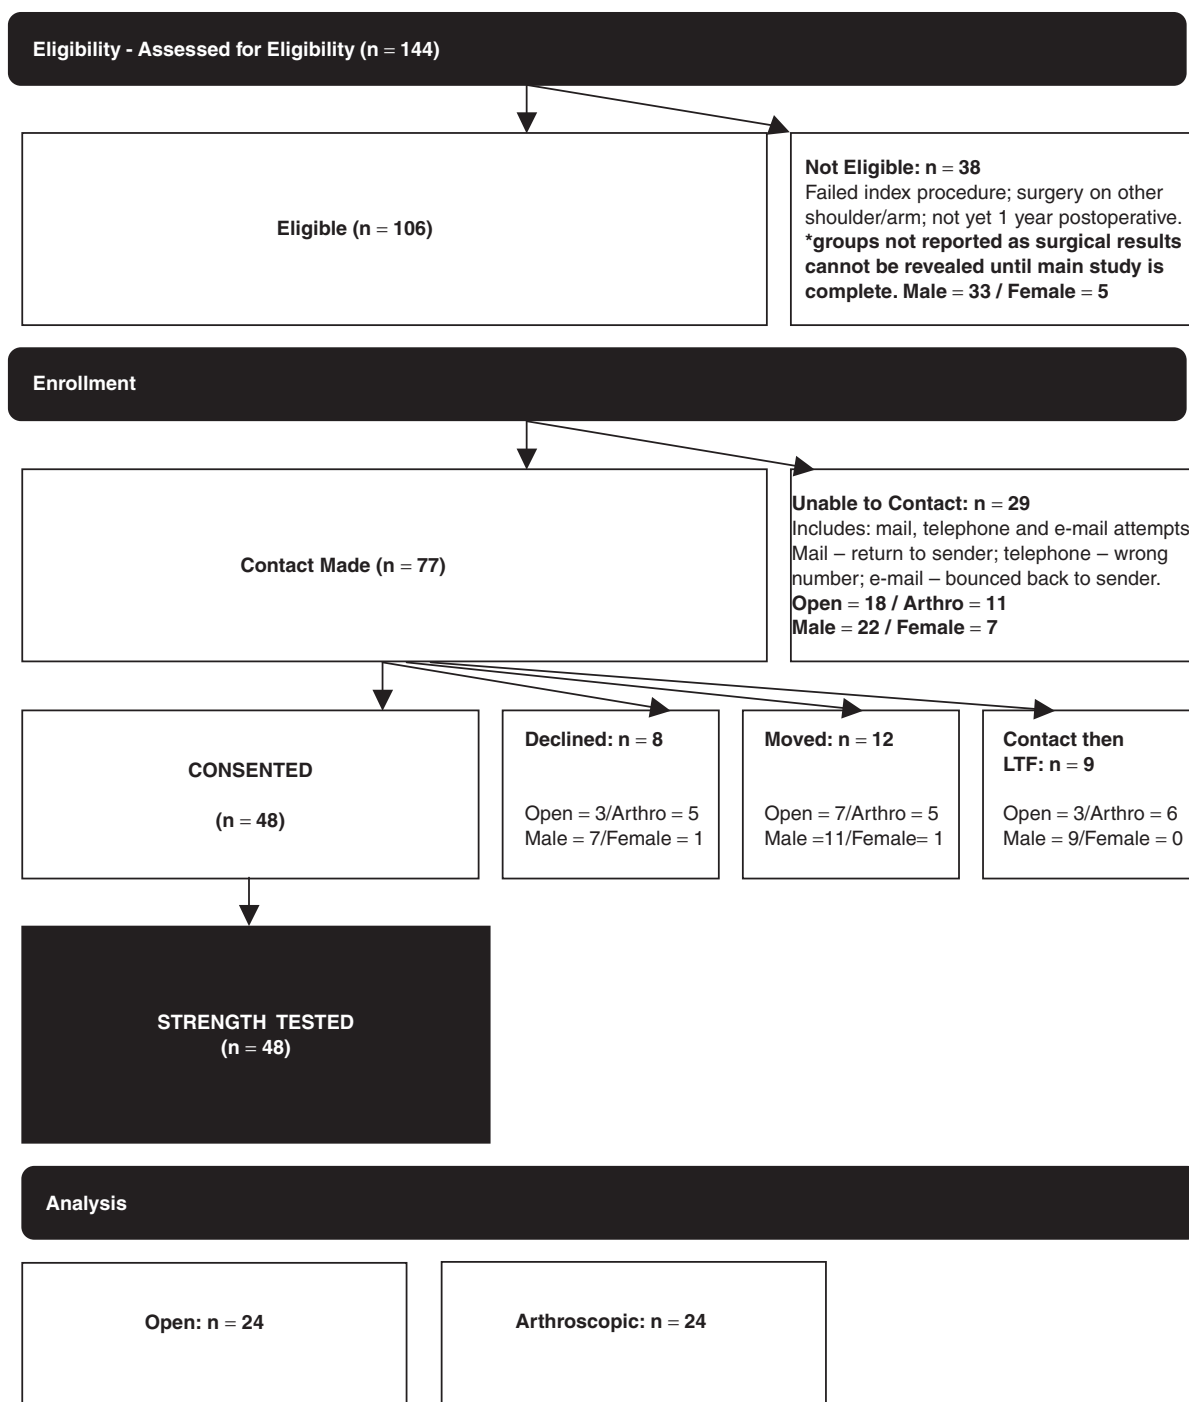 Eligibility - Assessed for Eligibility (n = 144)
Eligible (n = 106)
Not Eligible: n = 38
Failed index procedure; surgery on other
shoulder/arm; not yet 1 year postoperative.
*groups not reported as surgical results
cannot be revealed until main study is
complete. Male = 33 / Female = 5
Enrollment
Contact Made (n = 77)
Unable to Contact: n = 29
Includes: mail, telephone and e-mail attempts
Mail – return to sender; telephone – wrong
number; e-mail – bounced back to sender.
Open = 18 / Arthro = 11
Male = 22 / Female = 7
CONSENTED
(n = 48)
Declined: n = 8
Open = 3/Arthro = 5
Male = 7/Female = 1
Moved: n = 12
Open = 7/Arthro = 5
Male =11/Female= 1
Contact then
LTF: n = 9
Open = 3/Arthro = 6
Male = 9/Female = 0
STRENGTH TESTED
(n = 48)
Analysis
Open: n = 24
Arthroscopic: n = 24